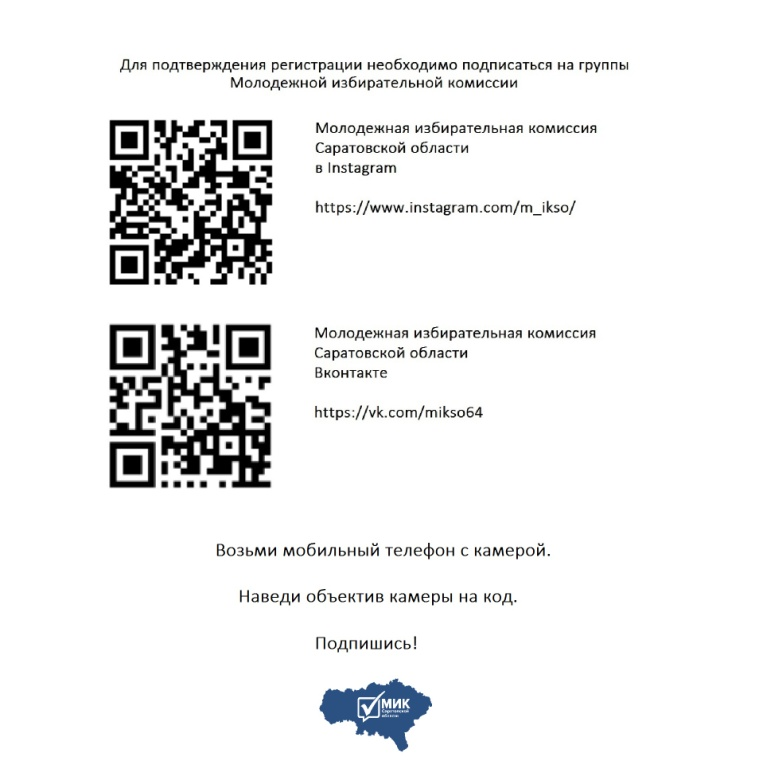 Для подтверждения регистрации необходимо подписаться на группы
Молодежной избирательной комиссии
Молодежная избирательная комиссия
Саратовской области
в Instagram
https://www.instagram.com/m_ikso/
Молодежная избирательная комиссия
Саратовской области
Вконтакте
https://vk.com/mikso64
Возьми мобильный телефон с камерой.
Наведи объектив камеры на код.
Подпишись!
МИК
Саратовской
области